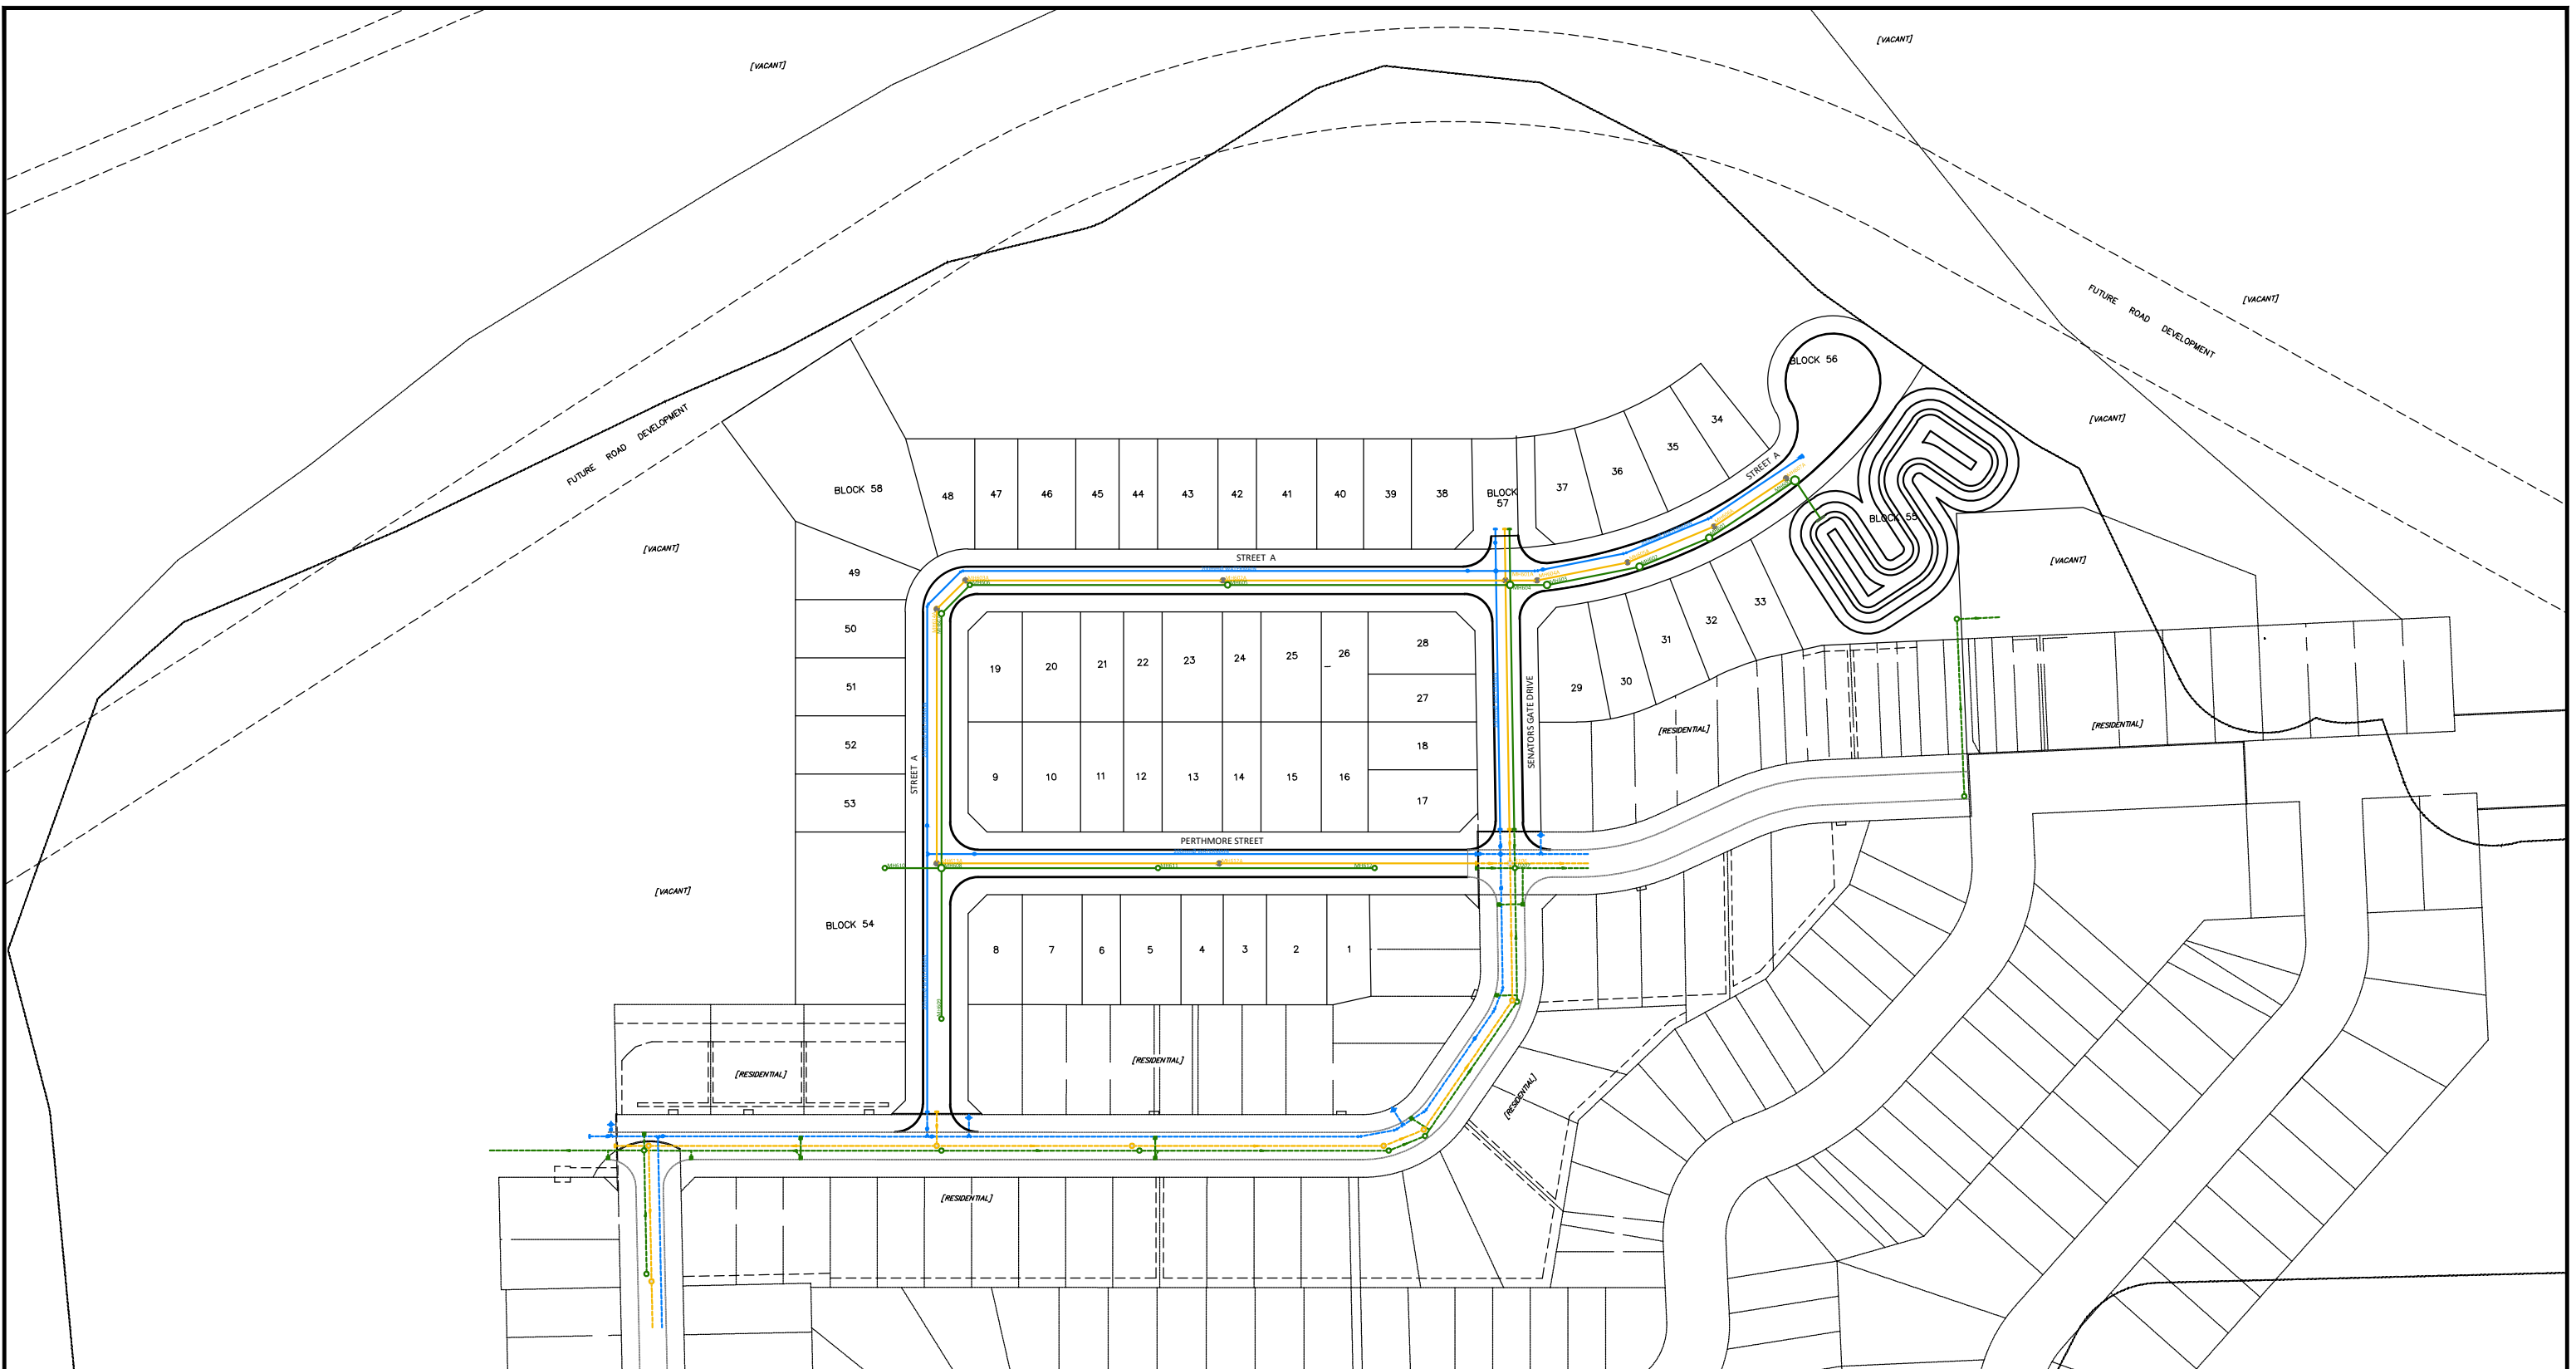 [VACANT]
[VACANT]
[VACANT]
FUTURE ROAD DEVELOPMENT
BLOCK 56
[VACANT]
FUTURE ROAD DEVELOPMENT
34
35
36
37
STREET A
BLOCK 58
48
47
46
45
44
43
42
41
40
39
38
BLOCK
57
BLOCK 55
[VACANT]
[VACANT]
STREET A
49
50
51
52
53
19
20
21
22
23
24
25
26
28
27
18
17
9
10
11
12
13
14
15
16
29
30
31
32
33
STREET A
SENATORS GATE DRIVE
[RESIDENTIAL]
[RESIDENTIAL]
PERTHMORE STREET
[VACANT]
BLOCK 54
8
7
6
5
4
3
2
1
[RESIDENTIAL]
[RESIDENTIAL]
[RESIDENTIAL]
[RESIDENTIAL]
MH610
MH611
MH604